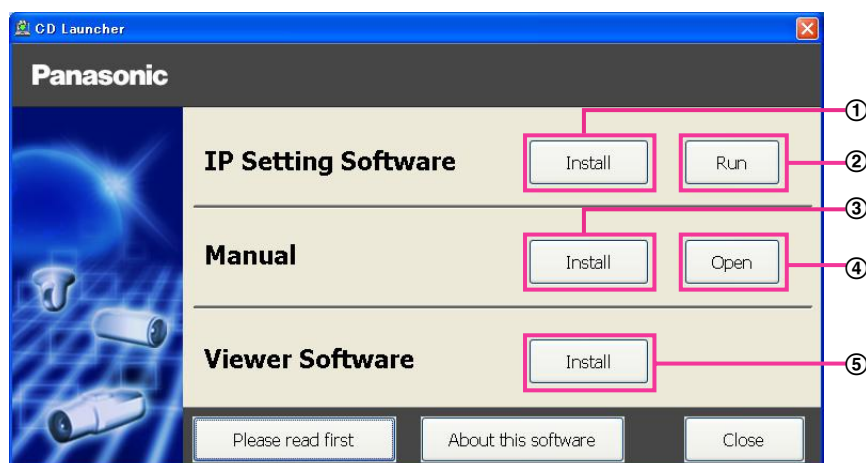 CD Launcher
Panasonic
①
IP Setting Software Install Run ②
③
Manual Install Open ④
Viewer Software Install ⑤
Please read first About this software Close